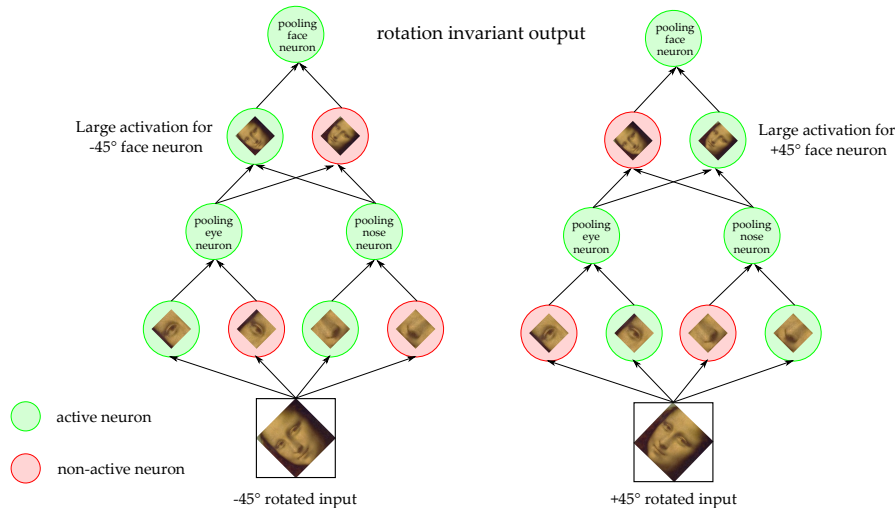 pooling
face
neuron
rotation invariant output
pooling
face
neuron
Large activation for
-45° face neuron
Large activation for
+45° face neuron
pooling
eye
neuron
pooling
nose
neuron
pooling
eye
neuron
pooling
nose
neuron
active neuron
non-active neuron
-45° rotated input
+45° rotated input